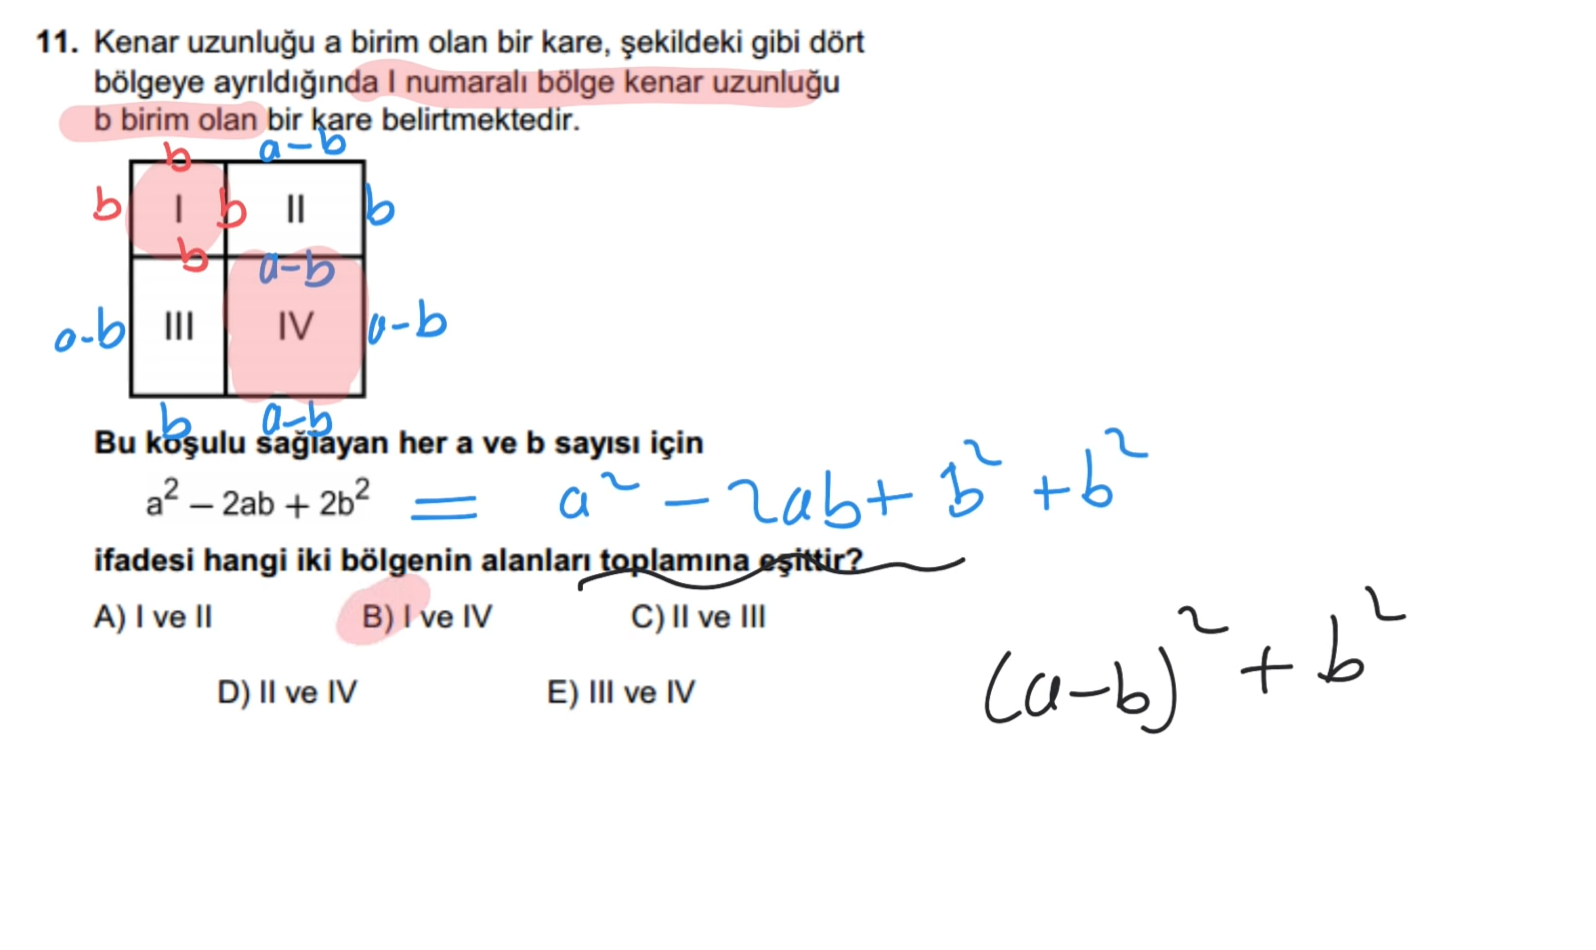 11. Kenar uzunluğu a birim olan bir kare, şekildeki gibi dört
bölgeye ayrıldığında I numaralı bölge kenar uzunluğu
b birim olan bir kare belirtmektedir.
b a-b
b I b II b
b a-b
a-b III IV a-b
b a-b
Bu koşulu sağlayan her a ve b sayısı için
a² – 2ab + 2b² = a² - 2ab + b² + b²
ifadesi hangi iki bölgenin alanları toplamına eşittir?
A) I ve II B) I ve IV C) II ve III
D) II ve IV E) III ve IV
(a-b)² + b²